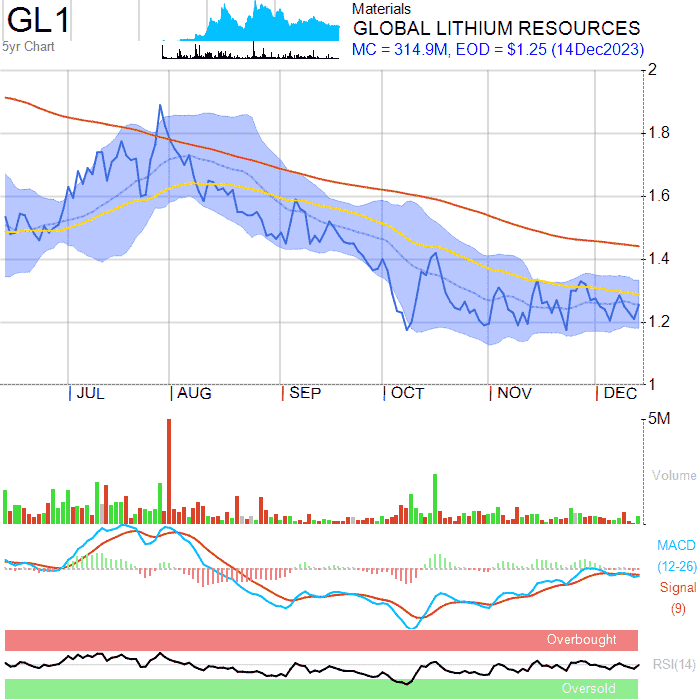 GL1
5yr Chart
Materials
GLOBAL LITHIUM RESOURCES
MC = 314.9M, EOD = $1.25 (14Dec2023)
2
1.8
1.6
1.4
1.2
1
JUL
AUG
SEP
OCT
NOV
DEC
5M
Volume
MACD
(12-26)
Signal
(9)
Overbought
RSI(14)
Oversold